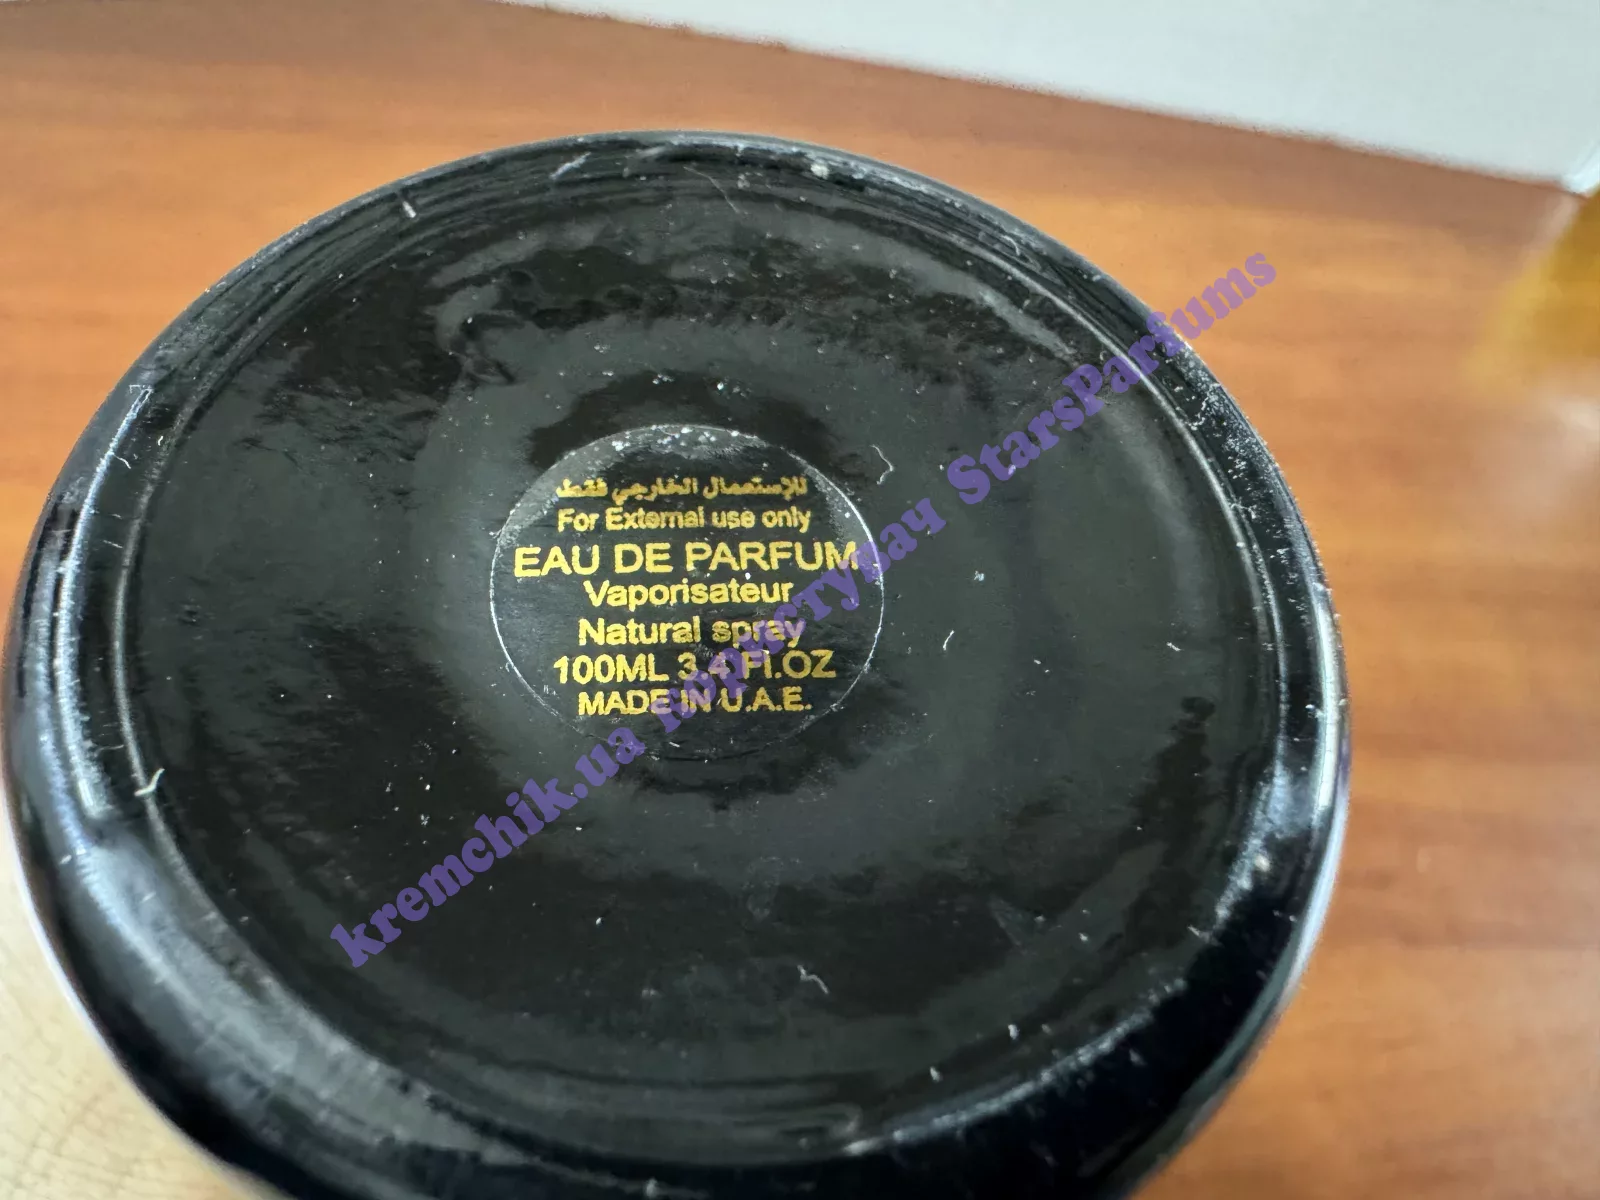 للإستعمال الخارجي فقط
For External use only
EAU DE PARFUM
Vaporisateur
Natural spray
100ML 3.4 Fl.OZ
MADE IN U.A.E.
kremchik.ua користувач StarsParfums